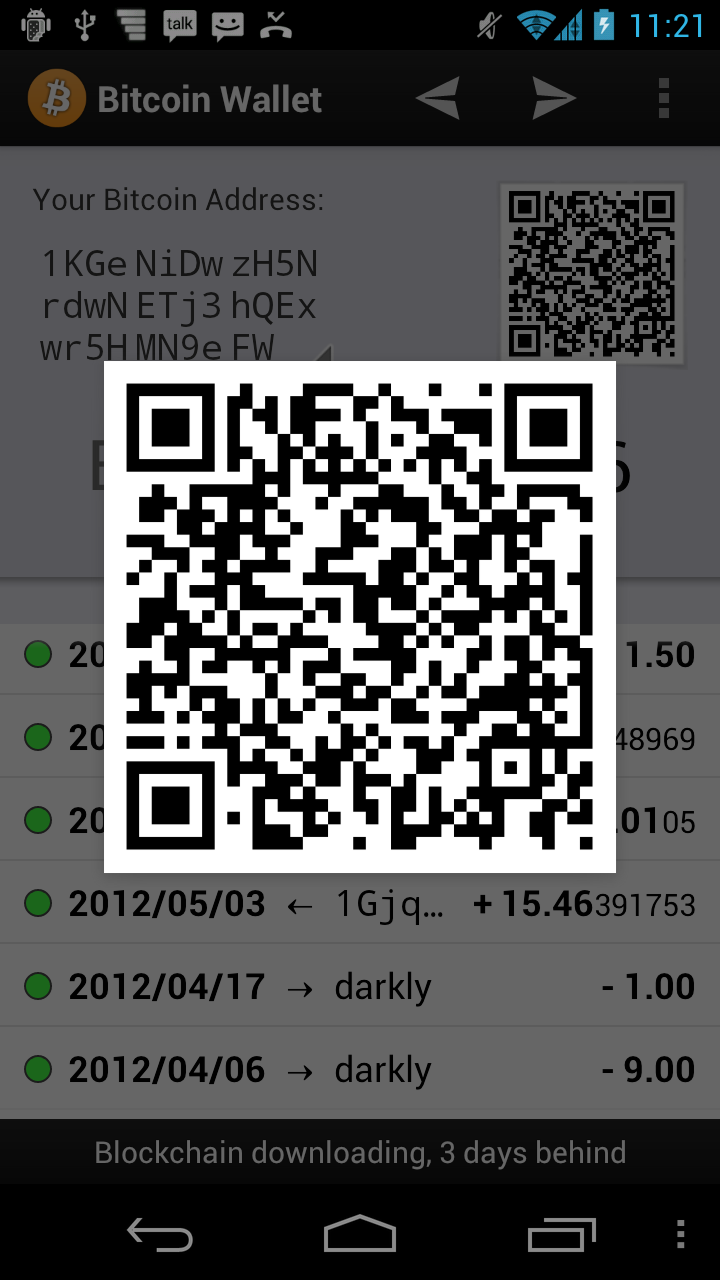 talk 11:21
Bitcoin Wallet
Your Bitcoin Address:
1KGe NiDw zH5N
rdwN ETj3 hQEx
wr5H MN9e FW
1.50
48969
.0105
2012/05/03 ← 1Gjq… + 15.46391753
2012/04/17 → darkly - 1.00
2012/04/06 → darkly - 9.00
Blockchain downloading, 3 days behind